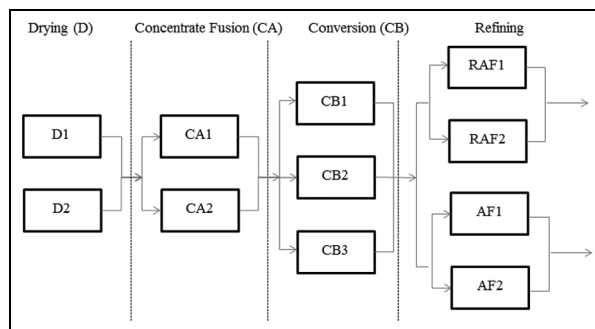 Drying (D)
Concentrate Fusion (CA)
Conversion (CB)
Refining
D1
D2
CA1
CA2
CB1
CB2
CB3
RAF1
RAF2
AF1
AF2